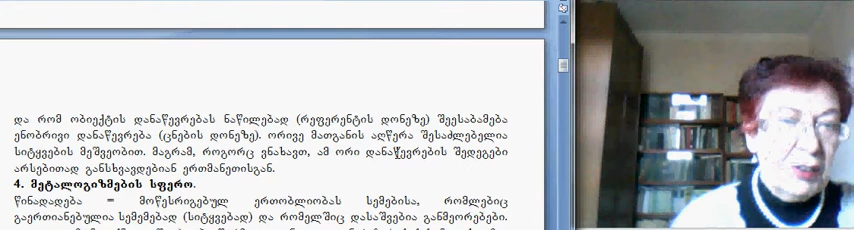 და რომ ობიექტის დანაწევრებას ნაწილებად (რეფერენტის დონეზე) შეესაბამება
ენობრივი დანაწევრება (ცნების დონეზე). ორივე მათგანის აღწერა შესაძლებელია
სიტყვების მეშვეობით. მაგრამ, როგორც ვნახავთ, ამ ორი დანაწევრების შედეგები
არსებითად განსხვავდებიან ერთმანეთისგან.
4. მეტალოგიზმების სფერო.
წინადადება = მოწესრიგებულ ერთობლიობას სემებისა, რომლებიც
გაერთიანებულია სემემებად (სიტყვებად) და რომელშიც დასაშვებია განმეორებები.